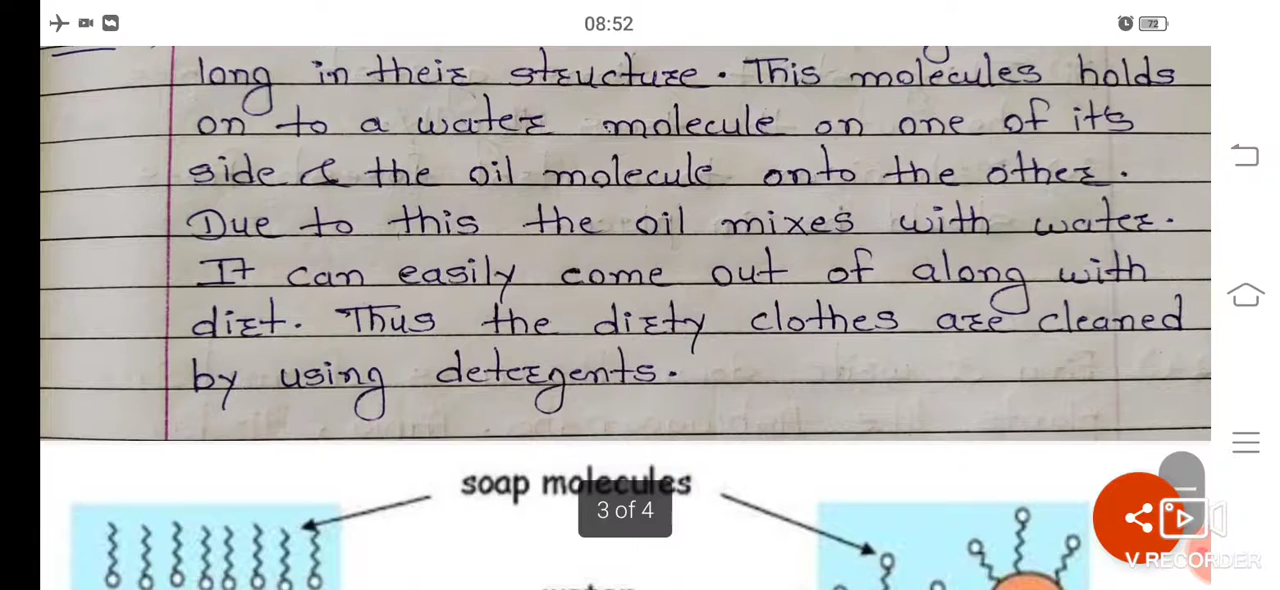 08:52
72
long in their structure. This molecules holds
on to a water molecule on one of its
side & the oil molecule onto the other.
Due to this the oil mixes with water.
It can easily come out of along with
dirt. Thus the dirty clothes are cleaned
by using detergents.
soap molecules
3 of 4
V RECORDER